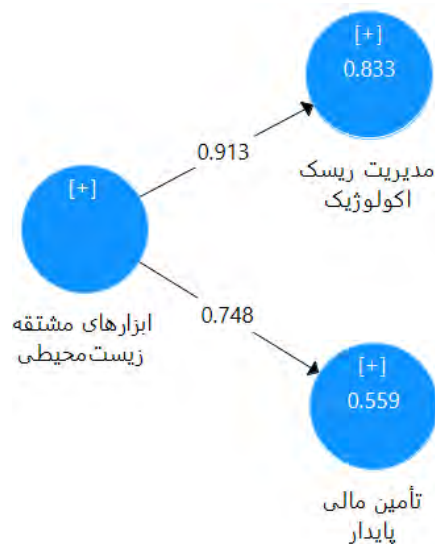 [+]
0.833
مدیریت ریسک
اکولوژیک
0.913
[+]
ابزارهای مشتقه
زیست‌محیطی
0.748
[+]
0.559
تأمین مالی
پایدار